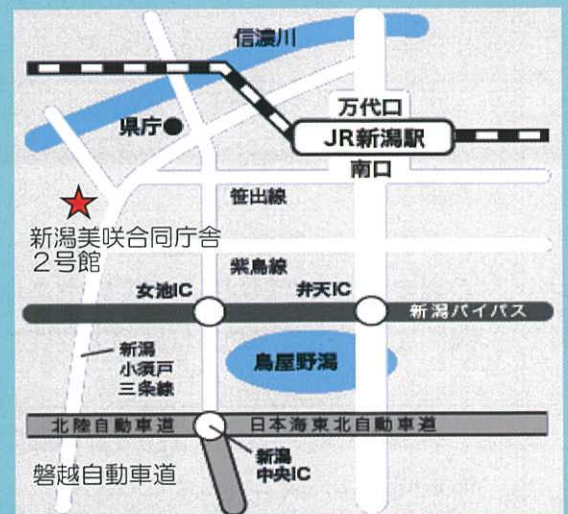 信濃川
万代口
県庁
JR新潟駅
南口
笹出線
新潟美咲合同庁舎
2号館
紫鳥線
女池IC
弁天IC
新潟バイパス
新潟
小須戸
三条線
鳥屋野潟
北陸自動車道
日本海東北自動車道
磐越自動車道
新潟
中央IC